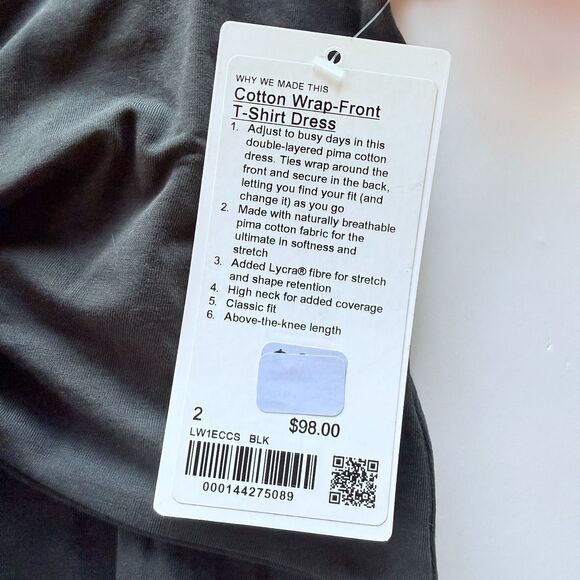 WHY WE MADE THIS
Cotton Wrap-Front
T-Shirt Dress
1. Adjust to busy days in this
double-layered pima cotton
dress. Ties wrap around the
front and secure in the back,
letting you find your fit (and
change it) as you go
2. Made with naturally breathable
pima cotton fabric for the
ultimate in softness and
stretch
3. Added Lycra® fibre for stretch
and shape retention
4. High neck for added coverage
5. Classic fit
6. Above-the-knee length
2
$98.00
LW1ECCS BLK
000144275089